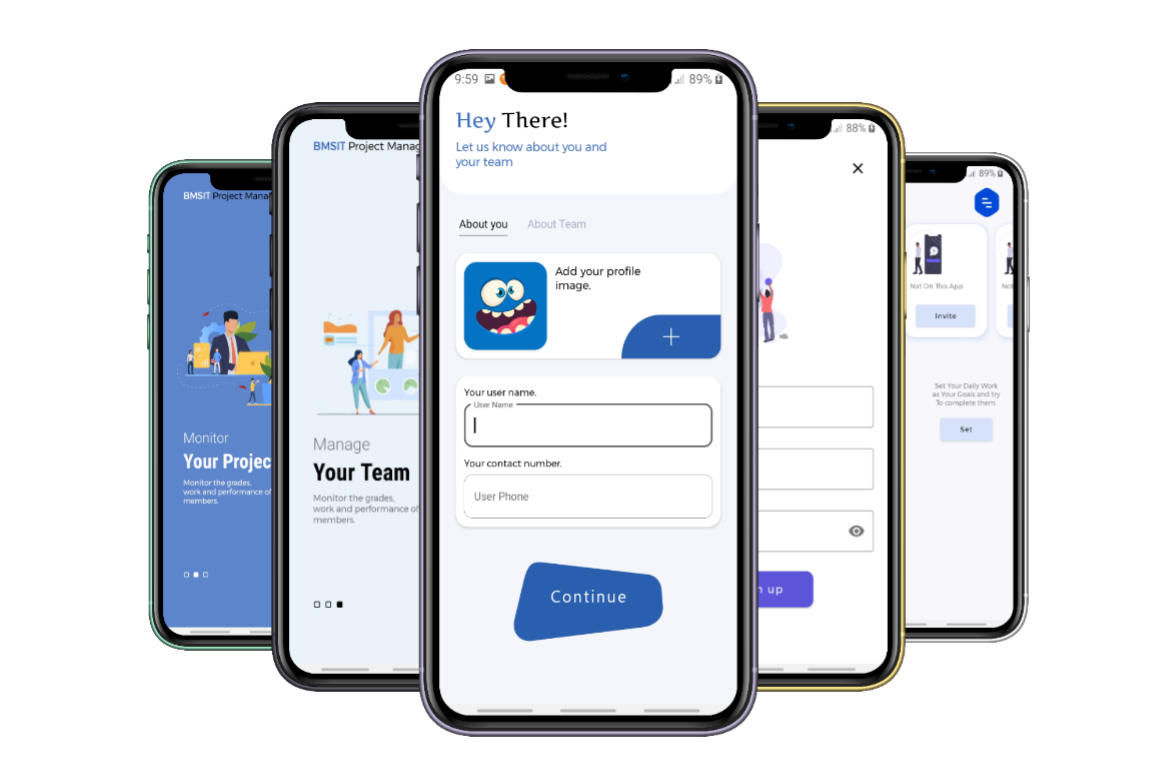 BMSIT Project Mana
Monitor
Your Projec
Monitor the grades,
work and performance of
members.
BMSIT Project Manag
Manage
Your Team
Monitor the grades,
work and performance of
members.
9:59
89%
Hey There!
Let us know about you and
your team
About you About Team
Add your profile
image.
Your user name.
User Name
Your contact number.
User Phone
Continue
88%
n up
89%
Not On This App
Not
Invite
Set Your Daily Work
as Your Goals and try
To complete them.
Set